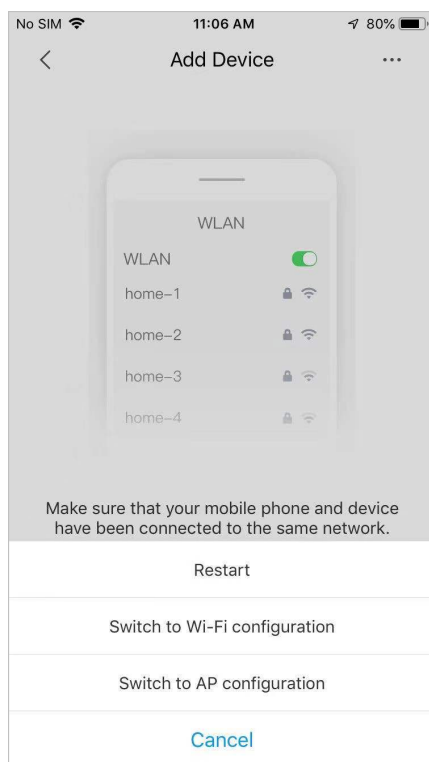 No SIM 11:06 AM 80%
Add Device
WLAN
WLAN
home-1
home-2
home-3
home-4
Make sure that your mobile phone and device
have been connected to the same network.
Restart
Switch to Wi-Fi configuration
Switch to AP configuration
Cancel